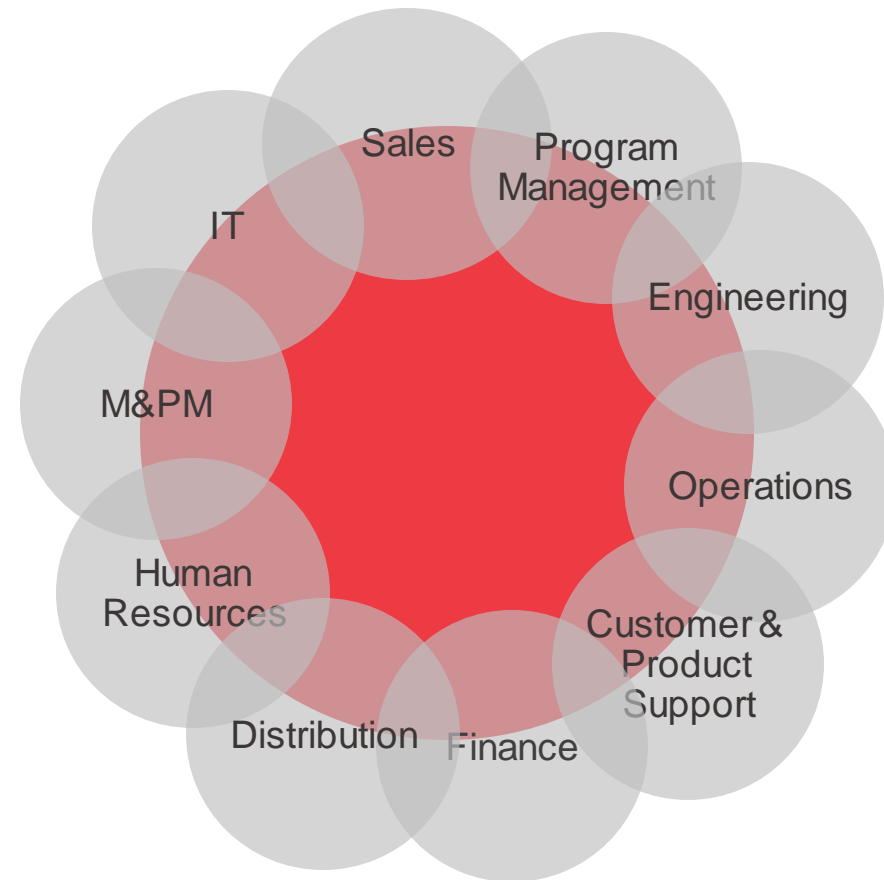 Sales
Program
Management
Engineering
Operations
Customer &
Product
Support
Finance
Distribution
Human
Resources
M&PM
IT